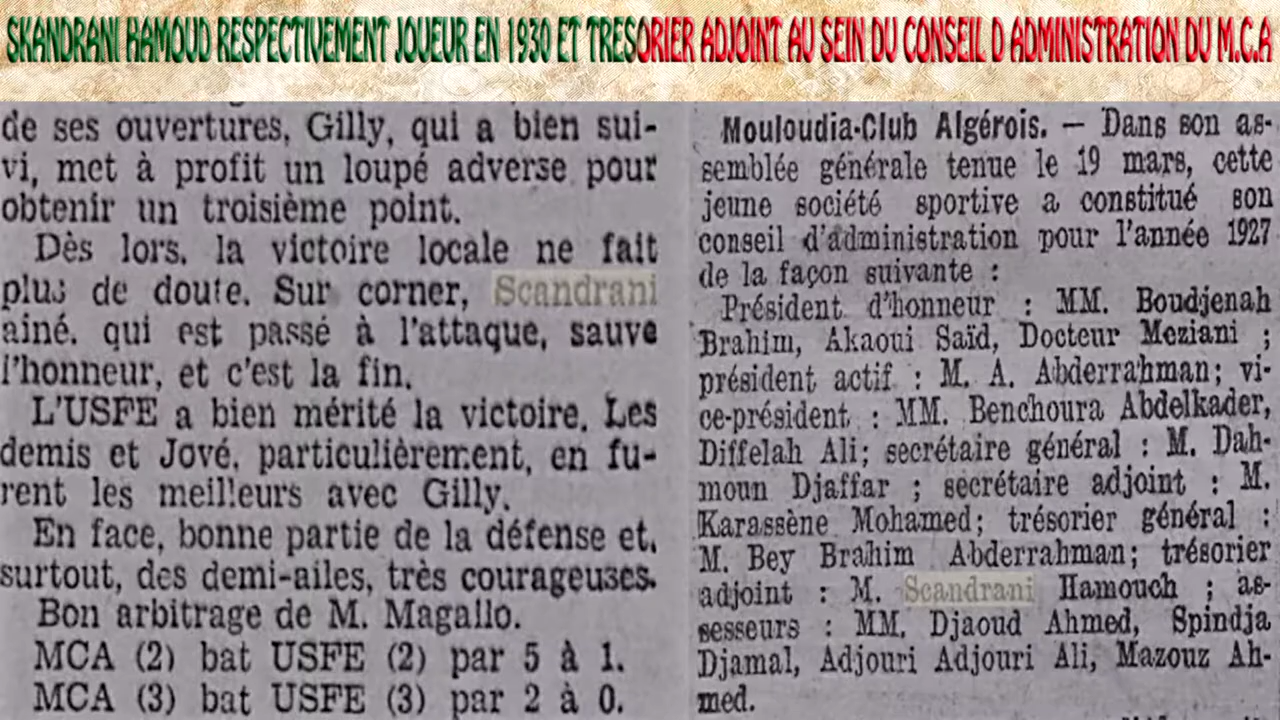 SKANDRANI HAMOUD RESPECTIVEMENT JOUEUR EN 1930 ET TRESORIER ADJOINT AU SEIN DU CONSEIL D ADMINISTRATION DU M.C.A
de ses ouvertures, Gilly, qui a bien sui-
vi, met à profit un loupé adverse pour
obtenir un troisième point.
Dès lors, la victoire locale ne fait
plus de doute. Sur corner, Scandrani
ainé, qui est passé à l'attaque, sauve
l'honneur, et c'est la fin.
L'USFE a bien mérité la victoire. Les
demis et Jové, particulièrement, en fu-
rent les meilleurs avec Gilly.
En face, bonne partie de la défense et,
surtout, des demi-ailes, très courageuses.
Bon arbitrage de M. Magallo.
MCA (2) bat USFE (2) par 5 à 1.
MCA (3) bat USFE (3) par 2 à 0.
Mouloudia-Club Algérois. — Dans son as-
semblée générale tenue le 19 mars, cette
jeune société sportive a constitué son
conseil d'administration pour l'année 1927
de la façon suivante :
Président d'honneur : MM. Boudjenah
Brahim, Akaoui Saïd, Docteur Meziani ;
président actif : M. A. Abderrahman; vi-
ce-président : MM. Benchoura Abdelkader,
Diffelah Ali; secrétaire général : M. Dah-
moun Djaffar ; secrétaire adjoint : M.
Karassène Mohamed; trésorier général :
M. Bey Brahim Abderrahman; trésorier
adjoint : M. Scandrani Hamouch ; as-
sesseurs : MM. Djaoud Ahmed, Spindja
Djamal, Adjouri Adjouri Ali, Mazouz Ah-
med.